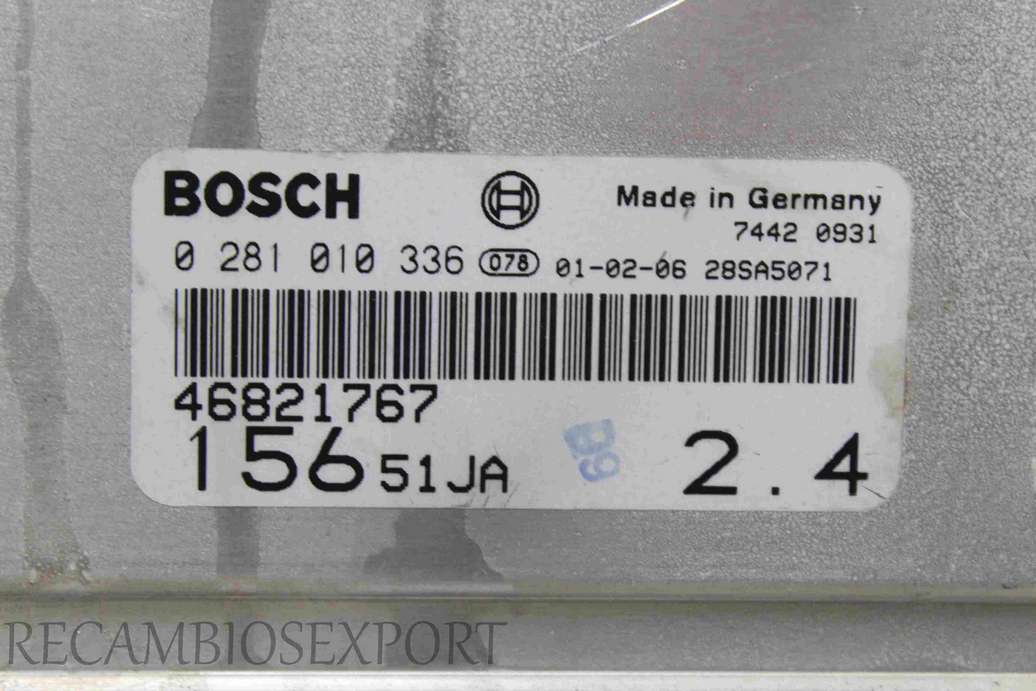 BOSCH Made in Germany
7442 0931
0 281 010 336 078 01-02-06 28SA5071
46821767
156 51JA 2.4
RECAMBIOSEXPORT